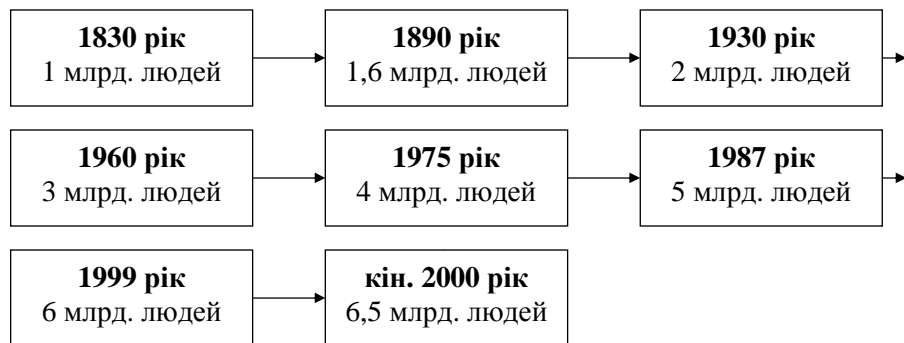 1830 рік
1 млрд. людей
1890 рік
1,6 млрд. людей
1930 рік
2 млрд. людей
1960 рік
3 млрд. людей
1975 рік
4 млрд. людей
1987 рік
5 млрд. людей
1999 рік
6 млрд. людей
кін. 2000 рік
6,5 млрд. людей